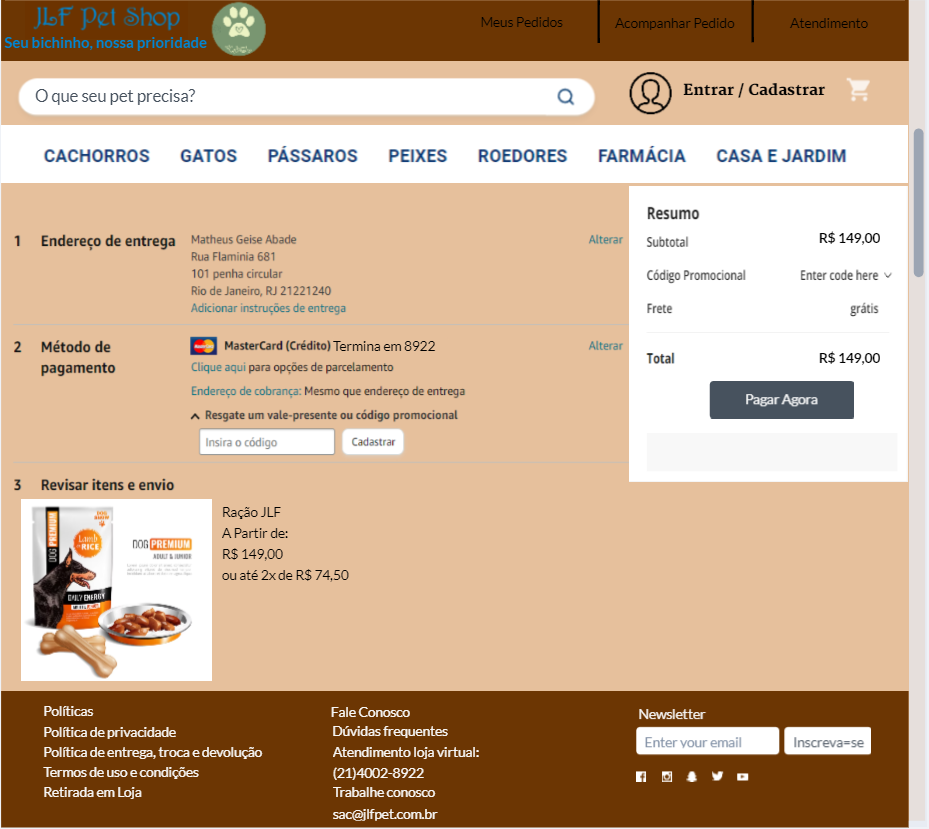 JLF Pet Shop
Seu bichinho, nossa prioridade
Meus Pedidos
Acompanhar Pedido
Atendimento
O que seu pet precisa?
Entrar / Cadastrar
CACHORROS GATOS PÁSSAROS PEIXES ROEDORES FARMÁCIA CASA E JARDIM
1 Endereço de entrega
Matheus Geise Abade
Rua Flaminia 681
101 penha circular
Rio de Janeiro, RJ 21221240
Adicionar instruções de entrega
Alterar
2 Método de pagamento
MasterCard (Crédito) Termina em 8922
Alterar
Clique aqui para opções de parcelamento
Endereço de cobrança: Mesmo que endereço de entrega
Resgate um vale-presente ou código promocional
Insira o código
Cadastrar
Resumo
Subtotal R$ 149,00
Código Promocional Enter code here
Frete grátis
Total R$ 149,00
Pagar Agora
3 Revisar itens e envio
DOG PREMIUM
Lamb
RICE
DAILY ENERGY
DOG PREMIUM
ADULT & JUNIOR
Ração JLF
A Partir de:
R$ 149,00
ou até 2x de R$ 74,50
Políticas
Política de privacidade
Política de entrega, troca e devolução
Termos de uso e condições
Retirada em Loja
Fale Conosco
Dúvidas frequentes
Atendimento loja virtual:
(21)4002-8922
Trabalhe conosco
sac@jlfpet.com.br
Newsletter
Enter your email
Inscreva=se